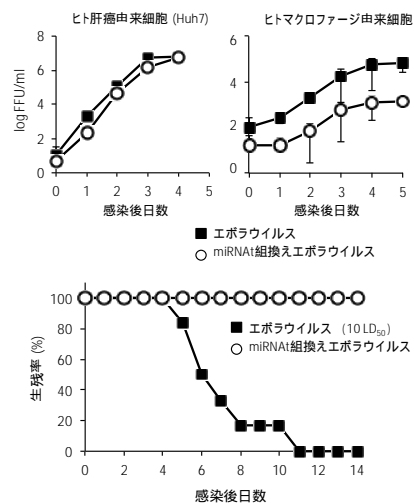 ヒト肝癌由来細胞 (Huh7)
log FFU/ml
8
6
4
2
0
0 1 2 3 4 5
感染後日数
ヒトマクロファージ由来細胞
6
4
2
0
0 1 2 3 4 5
感染後日数
■ エボラウイルス
○ miRNAt組換えエボラウイルス
生残率 (%)
100
80
60
40
20
0
■ エボラウイルス (10 LD₅₀)
○ miRNAt組換えエボラウイルス
0 2 4 6 8 10 12 14
感染後日数